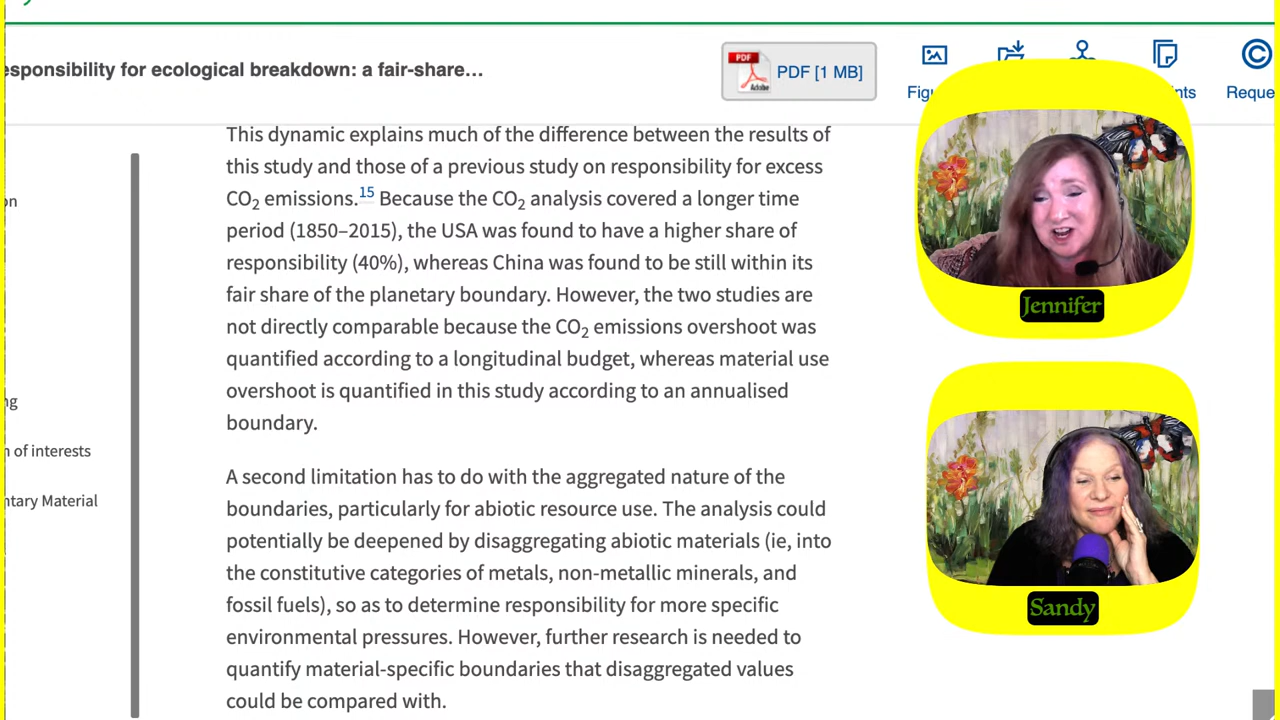 esponsibility for ecological breakdown: a fair-share…
PDF
Adobe
PDF [1 MB]
Figu
nts
Reque
This dynamic explains much of the difference between the results of
this study and those of a previous study on responsibility for excess
CO2 emissions.15 Because the CO2 analysis covered a longer time
period (1850–2015), the USA was found to have a higher share of
responsibility (40%), whereas China was found to be still within its
fair share of the planetary boundary. However, the two studies are
not directly comparable because the CO2 emissions overshoot was
quantified according to a longitudinal budget, whereas material use
overshoot is quantified in this study according to an annualised
boundary.
A second limitation has to do with the aggregated nature of the
boundaries, particularly for abiotic resource use. The analysis could
potentially be deepened by disaggregating abiotic materials (ie, into
the constitutive categories of metals, non-metallic minerals, and
fossil fuels), so as to determine responsibility for more specific
environmental pressures. However, further research is needed to
quantify material-specific boundaries that disaggregated values
could be compared with.
on
ng
n of interests
ntary Material
Jennifer
Sandy